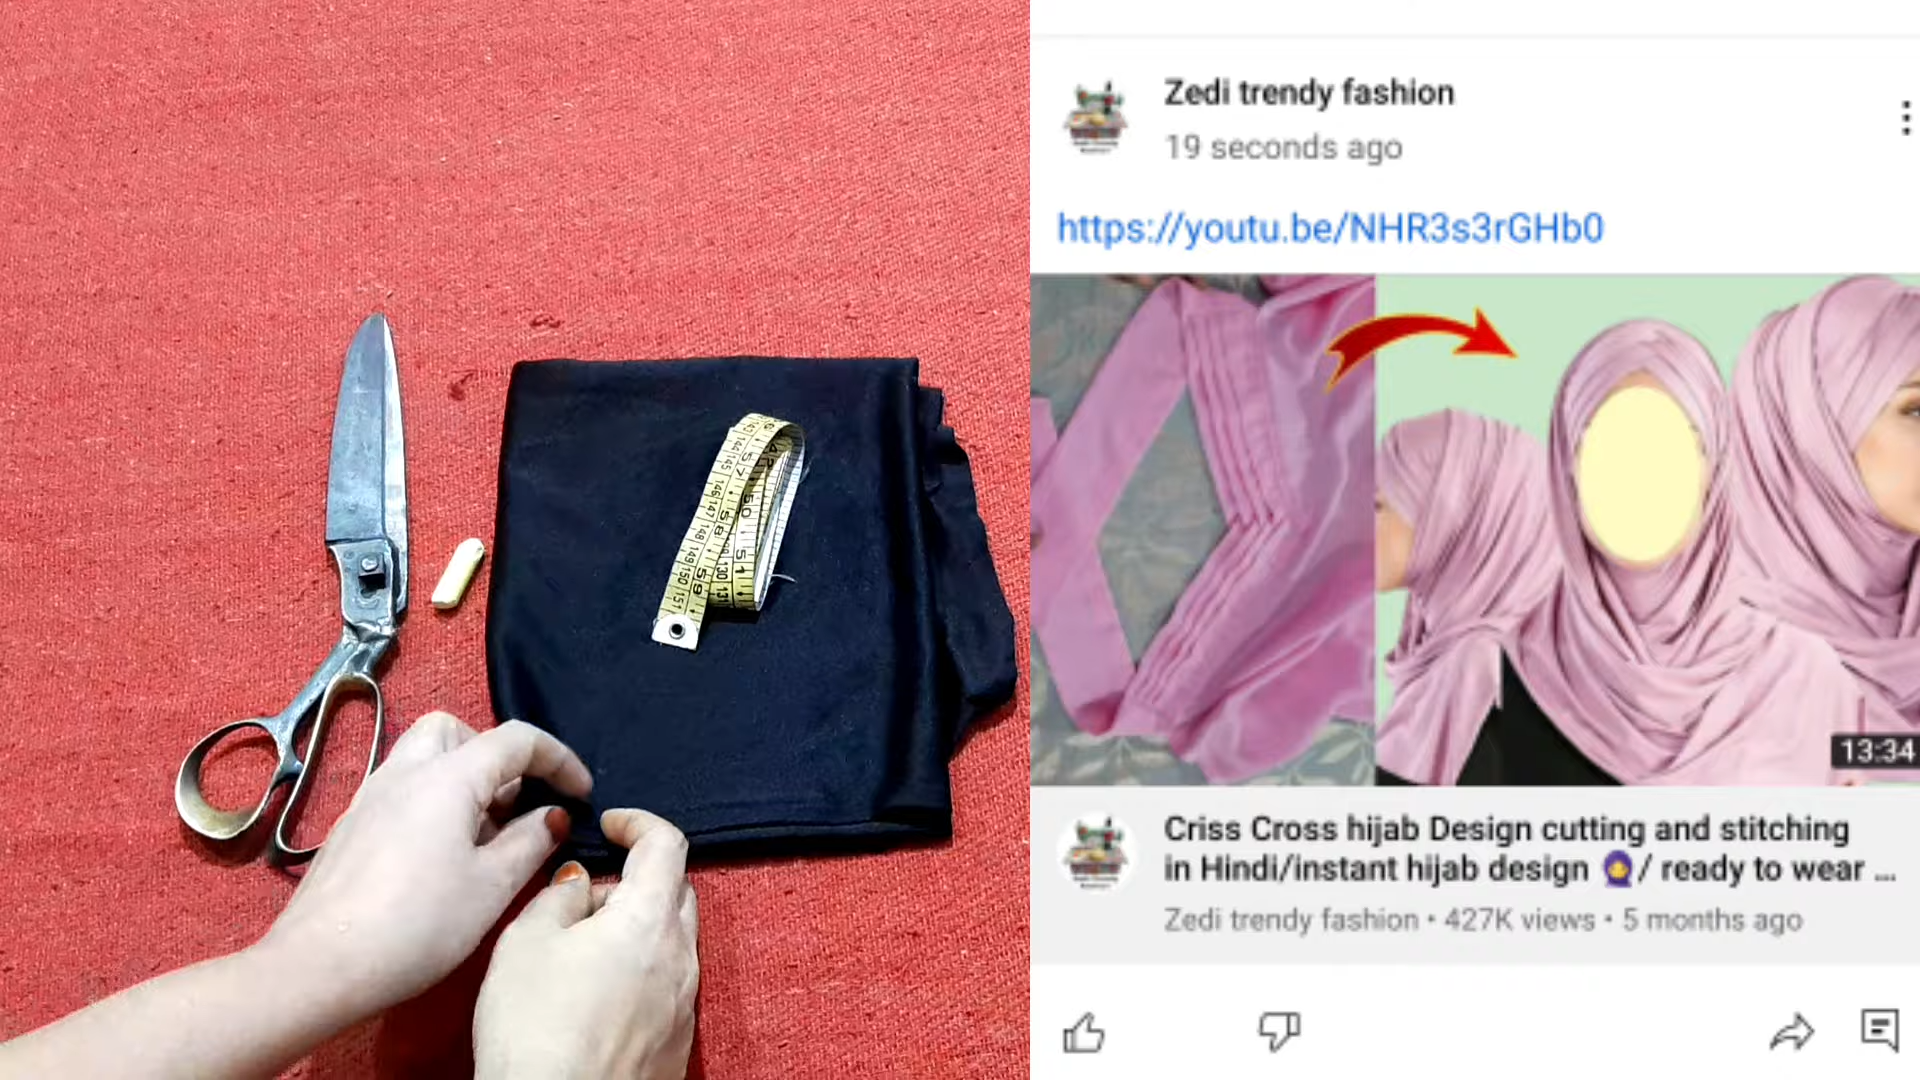 Zedi trendy fashion
19 seconds ago
https://youtu.be/NHR3s3rGHb0
13:34
Criss Cross hijab Design cutting and stitching
in Hindi/instant hijab design 🧕/ ready to wear ...
Zedi trendy fashion • 427K views • 5 months ago